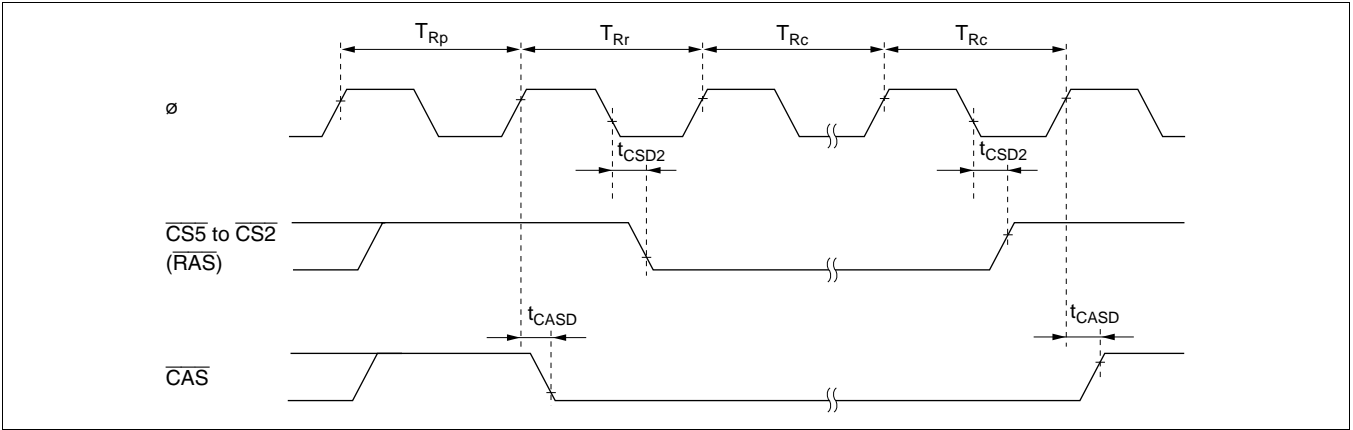 TRp TRr TRc TRc
ø
tCSD2 tCSD2
CS5 to CS2
(RAS)
tCASD tCASD
CAS